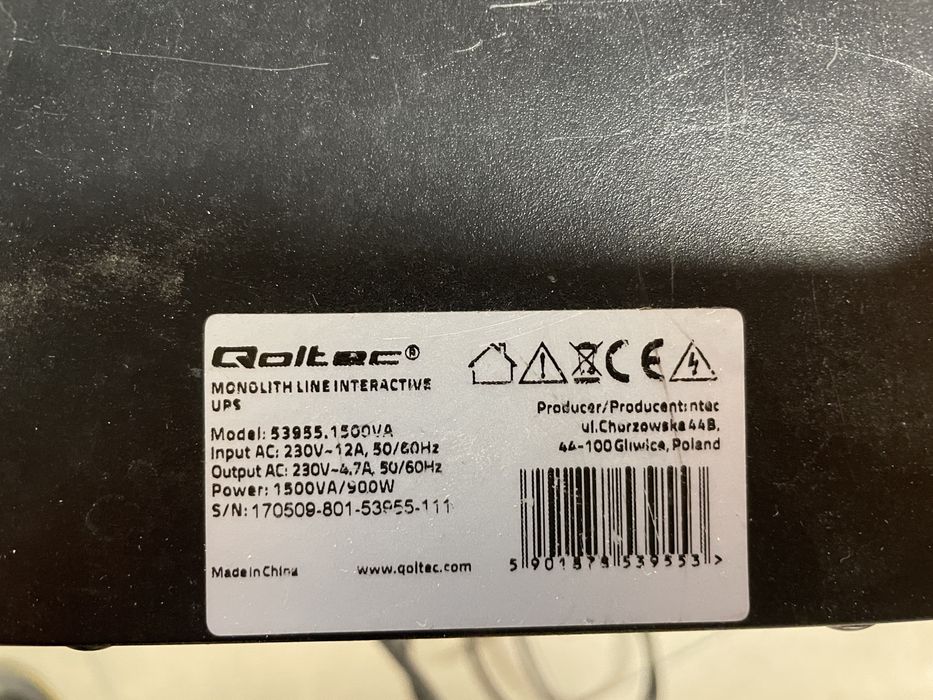 Qoltec®
MONOLITH LINE INTERACTIVE
UPS
Model: 53955.1500VA
Input AC: 230V~12A, 50/60Hz
Output AC: 230V~4.7A, 50/60Hz
Power: 1500VA/900W
S/N: 170509-801-53955-111
Made in China
www.qoltec.com
CE
Producer/Producent: ntec
ul.Chorzowska 44B,
44-100 Gliwice, Poland
5 901878 539553 >